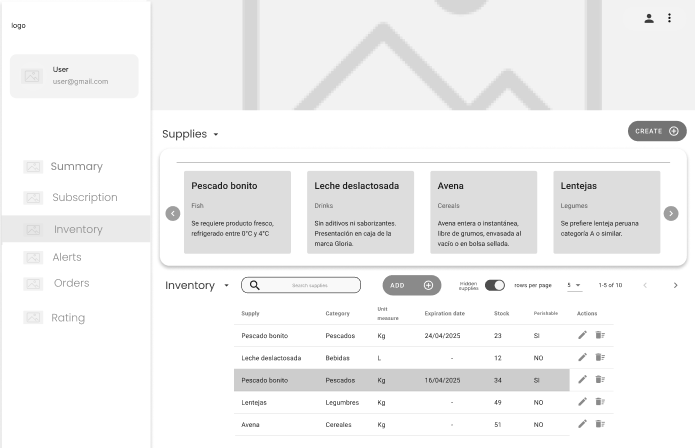 logo
User
user@gmail.com
Summary
Subscription
Inventory
Alerts
Orders
Rating
Supplies
CREATE
Pescado bonito
Fish
Se requiere producto fresco,
refrigerado entre 0°C y 4°C
Leche deslactosada
Drinks
Sin aditivos ni saborizantes.
Presentación en caja de la
marca Gloria.
Avena
Cereals
Avena entera o instantánea,
libre de grumos, envasada al
vacío o en bolsa sellada.
Lentejas
Legumes
Se prefiere lenteja peruana
categoría A o similar.
Inventory
Search supplies
ADD
Hidden
supplies
rows per page
5
1-5 of 10
Supply Category Unit measure Expiration date Stock Perishable Actions
Pescado bonito Pescados Kg 24/04/2025 23 SI
Leche deslactosada Bebidas L - 12 NO
Pescado bonito Pescados Kg 16/04/2025 34 SI
Lentejas Legumbres Kg - 49 NO
Avena Cereales Kg - 51 NO